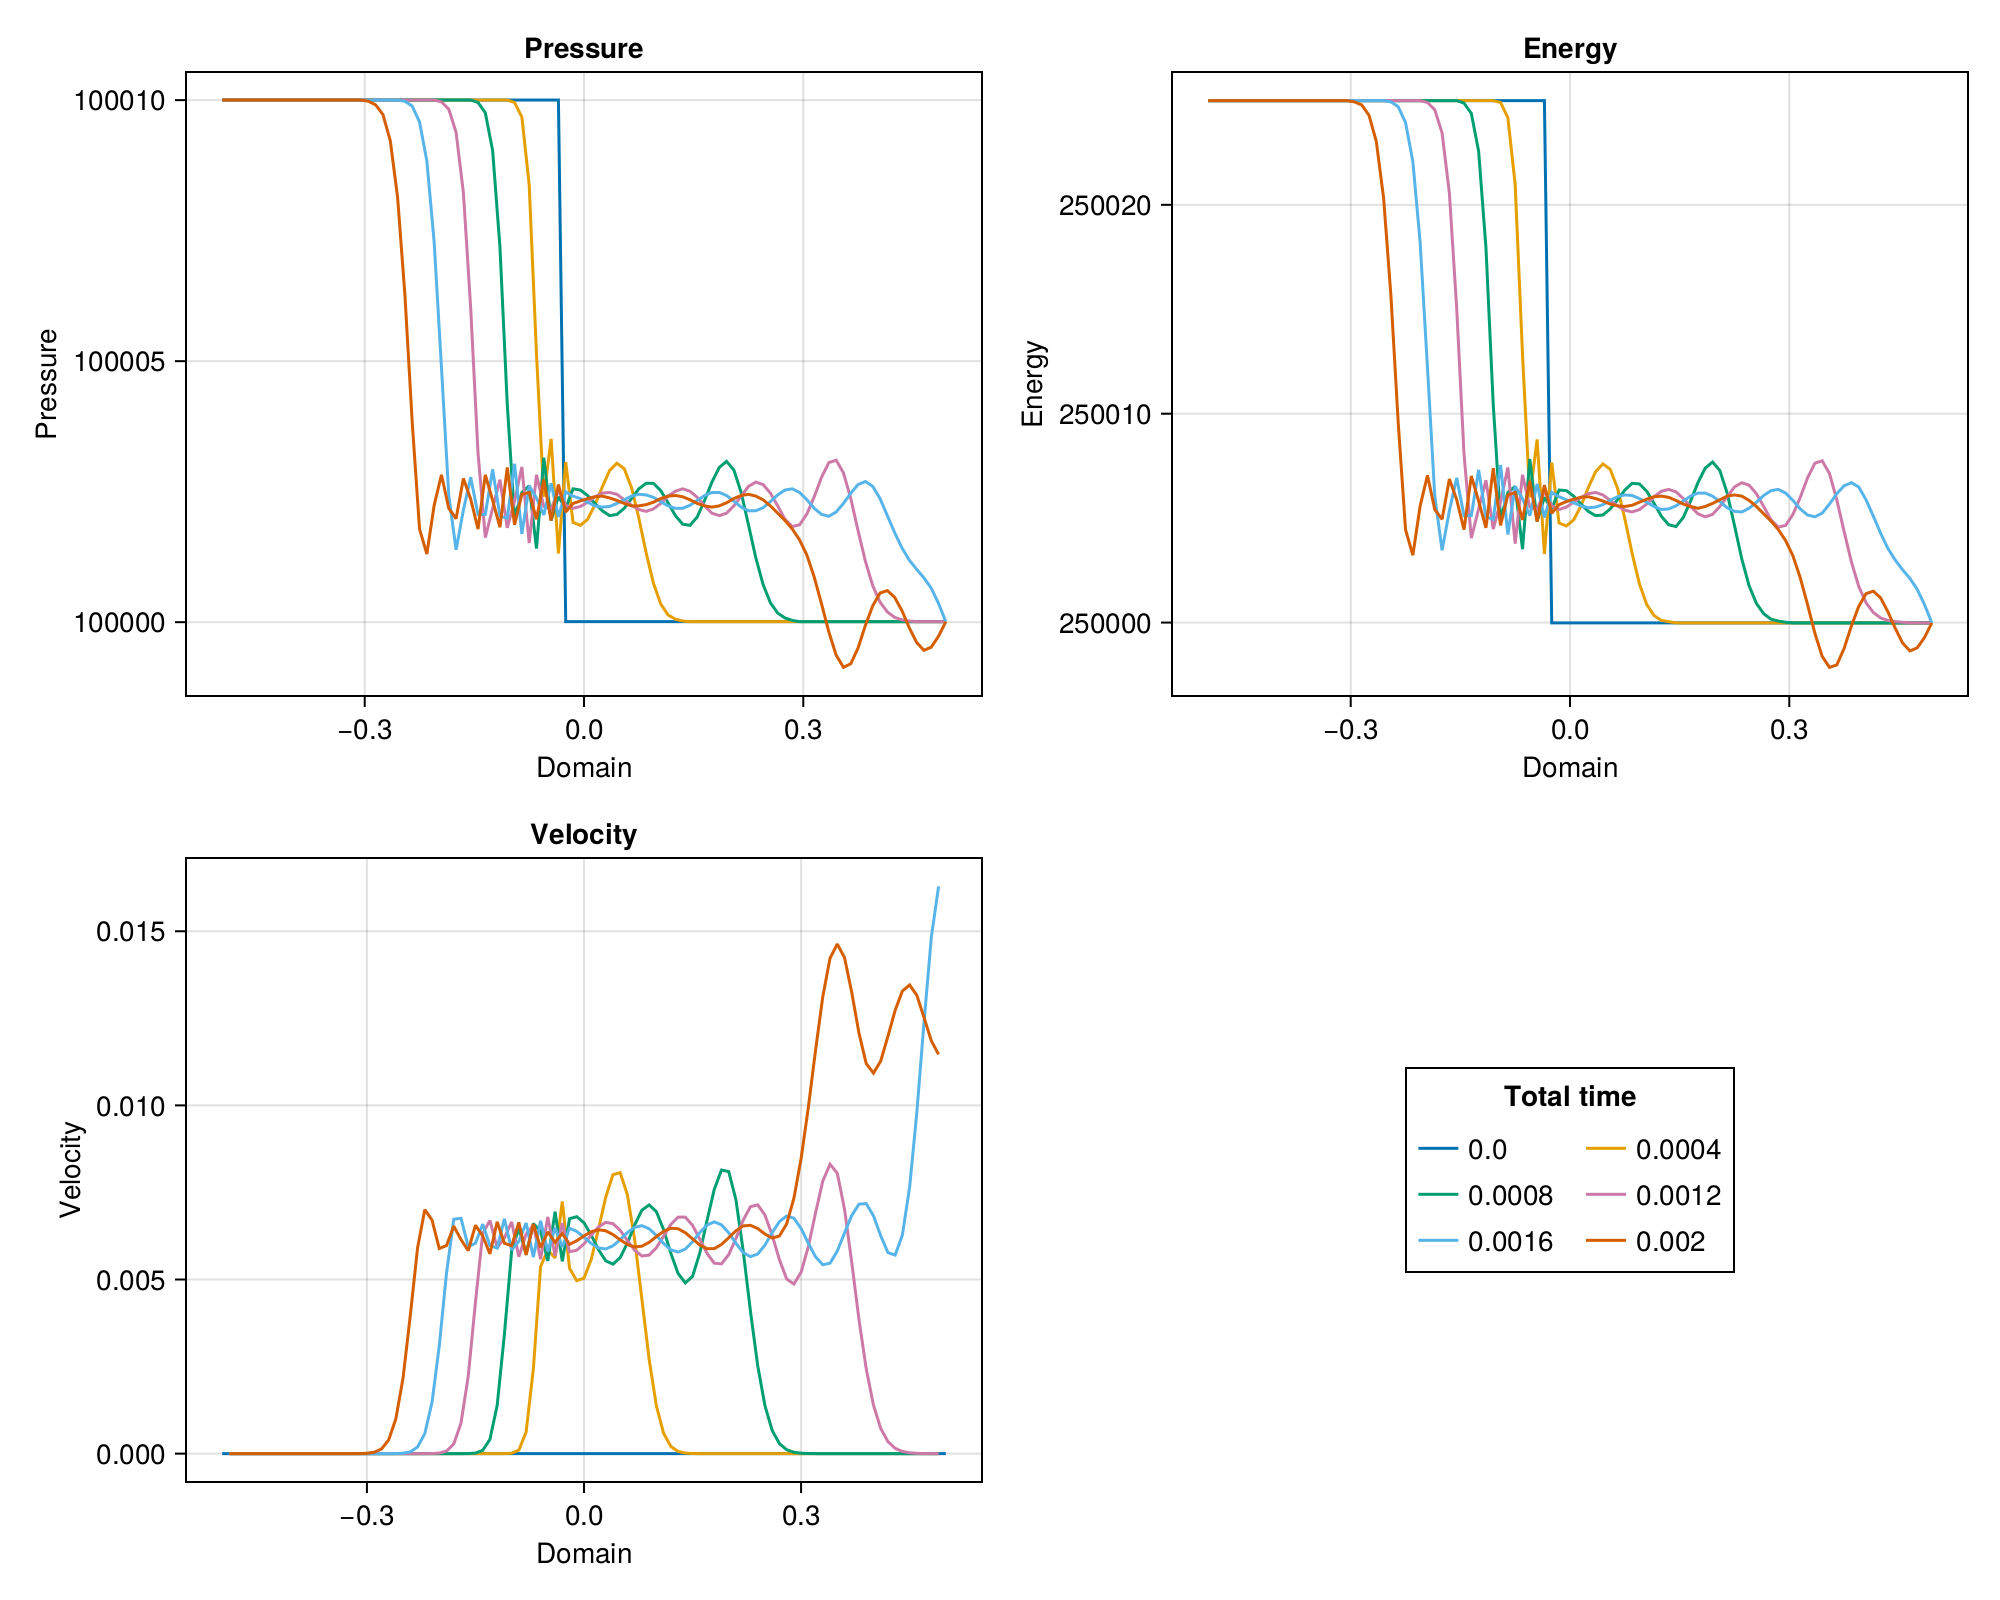 Pressure
Pressure
100010
100005
100000
−0.3 0.0 0.3
Domain
Energy
Energy
250020
250010
250000
−0.3 0.0 0.3
Domain
Velocity
Velocity
0.015
0.010
0.005
0.000
−0.3 0.0 0.3
Domain
Total time
0.0 0.0004
0.0008 0.0012
0.0016 0.002